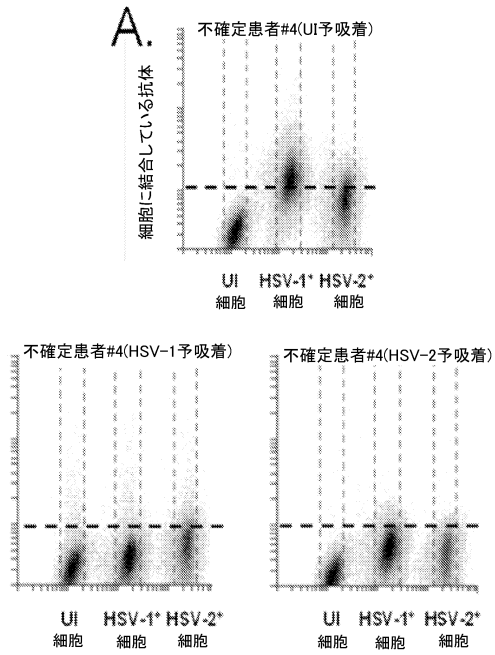 A.
不確定患者#4(UI予吸着)
細胞に結合している抗体
UI HSV-1⁺ HSV-2⁺
細胞 細胞 細胞
不確定患者#4(HSV-1予吸着)
UI HSV-1⁺ HSV-2⁺
細胞 細胞 細胞
不確定患者#4(HSV-2予吸着)
UI HSV-1⁺ HSV-2⁺
細胞 細胞 細胞